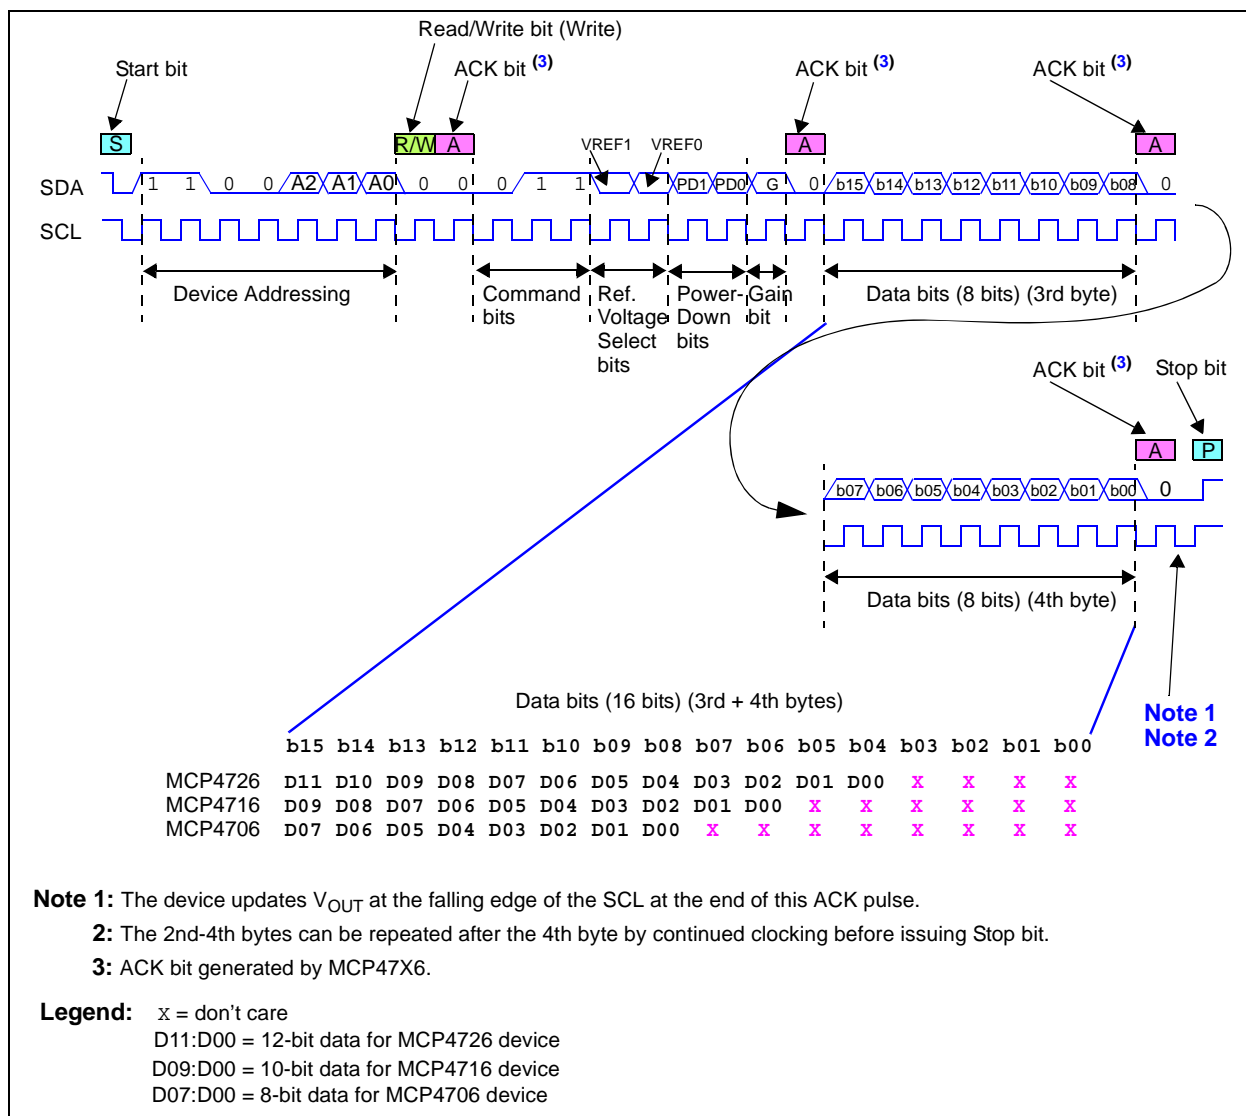 Read/Write bit (Write)
Start bit
ACK bit (3)
ACK bit (3)
ACK bit (3)
S
R/W A
A
A
VREF1 VREF0
SDA 1 1 0 0 A2 A1 A0 0 0 0 1 1 PD1 PD0 G 0 b15 b14 b13 b12 b11 b10 b09 b08 0
SCL
Device Addressing
Command bits
Ref. Voltage Select bits
Power-Down bits
Gain bit
Data bits (8 bits) (3rd byte)
ACK bit (3)
Stop bit
A P
b07 b06 b05 b04 b03 b02 b01 b00 0
Data bits (8 bits) (4th byte)
Note 1
Note 2
Data bits (16 bits) (3rd + 4th bytes)
b15 b14 b13 b12 b11 b10 b09 b08 b07 b06 b05 b04 b03 b02 b01 b00
MCP4726 D11 D10 D09 D08 D07 D06 D05 D04 D03 D02 D01 D00 X X X X
MCP4716 D09 D08 D07 D06 D05 D04 D03 D02 D01 D00 X X X X X X
MCP4706 D07 D06 D05 D04 D03 D02 D01 D00 X X X X X X X X
Note 1: The device updates VOUT at the falling edge of the SCL at the end of this ACK pulse.
2: The 2nd-4th bytes can be repeated after the 4th byte by continued clocking before issuing Stop bit.
3: ACK bit generated by MCP47X6.
Legend: X = don't care
D11:D00 = 12-bit data for MCP4726 device
D09:D00 = 10-bit data for MCP4716 device
D07:D00 = 8-bit data for MCP4706 device